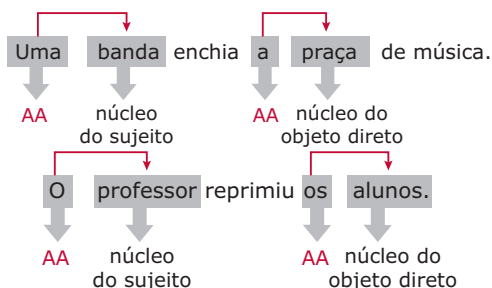 Uma banda enchia a praça de música.
AA núcleo do sujeito AA núcleo do objeto direto
O professor reprimiu os alunos.
AA núcleo do sujeito AA núcleo do objeto direto